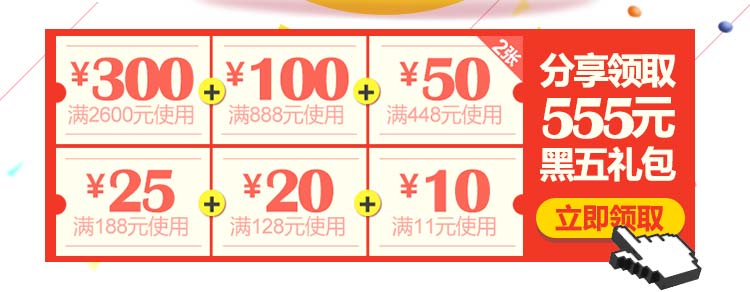 ¥300
满2600元使用
+
¥100
满888元使用
+
¥50
满448元使用
2张
¥25
满188元使用
+
¥20
满128元使用
+
¥10
满11元使用
分享领取
555元
黑五礼包
立即领取